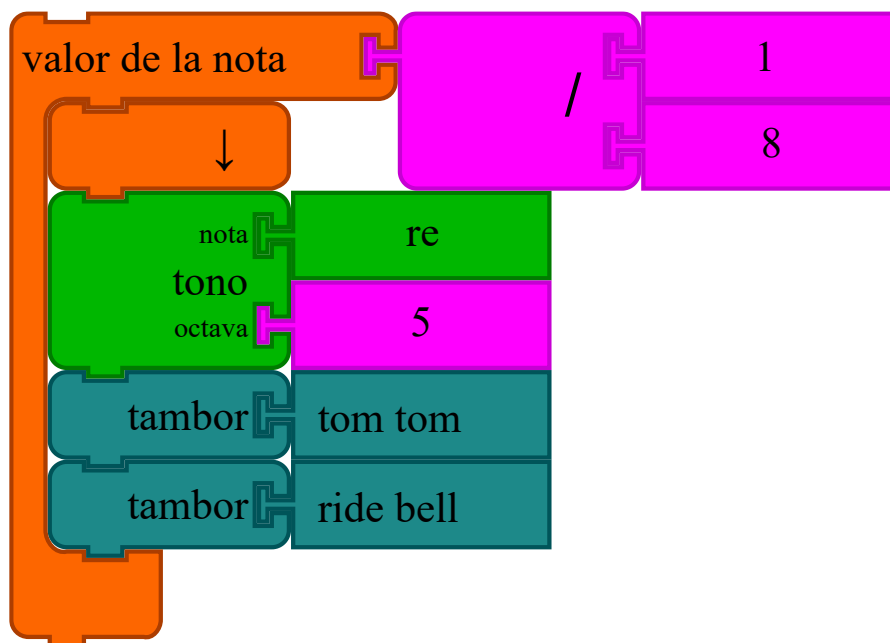 valor de la nota / 1
8
↓
nota re
tono
octava 5
tambor tom tom
tambor ride bell